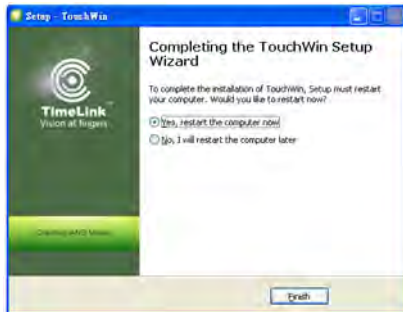 Setup - TouchWin
Completing the TouchWin Setup
Wizard
To complete the installation of TouchWin, Setup must restart
your computer. Would you like to restart now?
Yes, restart the computer now
No, I will restart the computer later
TimeLink
Vision at fingers
Finish